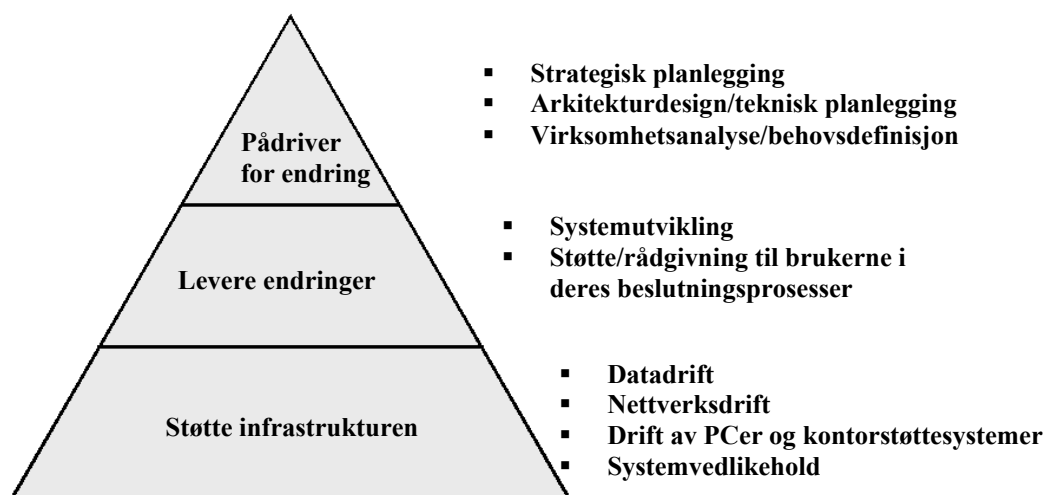 ▪ Strategisk planlegging
▪ Arkitekturdesign/teknisk planlegging
▪ Virksomhetsanalyse/behovsdefinisjon
Pådriver
for endring
▪ Systemutvikling
▪ Støtte/rådgivning til brukerne i
deres beslutningsprosesser
Levere endringer
▪ Datadrift
▪ Nettverksdrift
▪ Drift av PCer og kontorstøttesystemer
▪ Systemvedlikehold
Støtte infrastrukturen